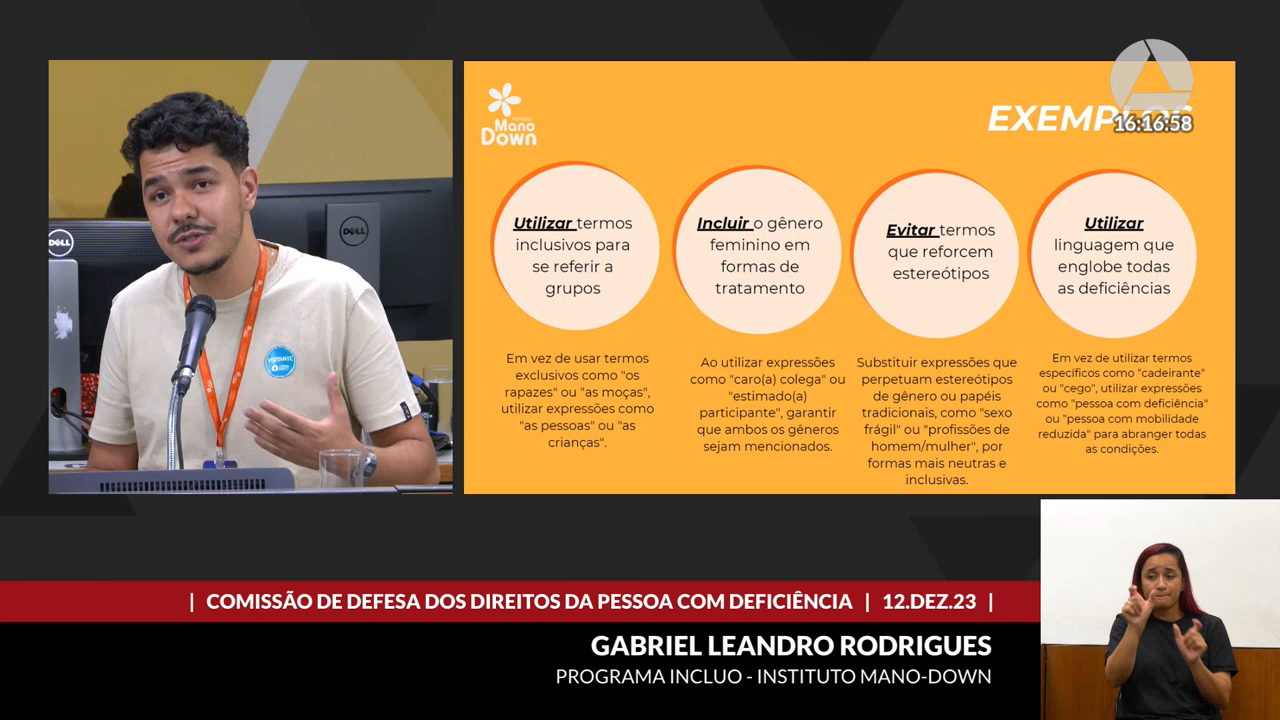 DELL
DELL
VISITANTE
Instituto
Mano
Down
EXEMPLOS
16:16:58
Utilizar termos
inclusivos para
se referir a
grupos
Incluir o gênero
feminino em
formas de
tratamento
Evitar termos
que reforcem
estereótipos
Utilizar
linguagem que
englobe todas
as deficiências
Em vez de usar termos
exclusivos como "os
rapazes" ou "as moças",
utilizar expressões como
"as pessoas" ou "as
crianças".
Ao utilizar expressões
como "caro(a) colega" ou
"estimado(a)
participante", garantir
que ambos os gêneros
sejam mencionados.
Substituir expressões que
perpetuam estereótipos
de gênero ou papéis
tradicionais, como "sexo
frágil" ou "profissões de
homem/mulher", por
formas mais neutras e
inclusivas.
Em vez de utilizar termos
específicos como "cadeirante"
ou "cego", utilizar expressões
como "pessoa com deficiência"
ou "pessoa com mobilidade
reduzida" para abranger todas
as condições.
| COMISSÃO DE DEFESA DOS DIREITOS DA PESSOA COM DEFICIÊNCIA | 12.DEZ.23 |
GABRIEL LEANDRO RODRIGUES
PROGRAMA INCLUO - INSTITUTO MANO-DOWN